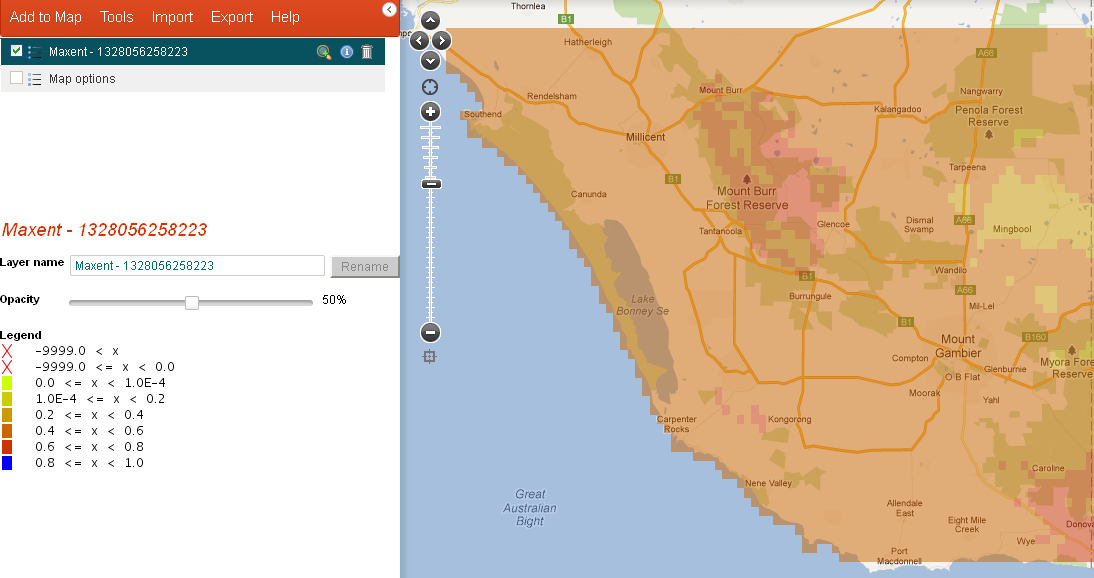 Add to Map Tools Import Export Help
Maxent - 1328056258223
Map options
Maxent - 1328056258223
Layer name Maxent - 1328056258223 Rename
Opacity 50%
Legend
-9999.0 < x
-9999.0 <= x < 0.0
0.0 <= x < 1.0E-4
1.0E-4 <= x < 0.2
0.2 <= x < 0.4
0.4 <= x < 0.6
0.6 <= x < 0.8
0.8 <= x < 1.0
Thornlea
B1
Hatherleigh
A66
Rendelsham
Mount Burr
Nangwarry
Southend
Kalangadoo
Penola Forest
Reserve
Millicent
Tarpeena
B1
Canunda
Mount Burr
Forest Reserve
Tantanoola
Glencoe
Dismal
Swamp
A66
Mingbool
Wandilo
B1
A66
Burrungule
Mil-Lel
Lake
Bonney Se
B1
B160
Mount
Gambier
Compton
Glenburnie
Myora Fore
Reserve
O B Flat
Moorak
Yahl
Carpenter
Rocks
Kongorong
Caroline
Nene Valley
Great
Australian
Bight
Allendale
East
Eight Mile
Creek
Donova
Wye
Port
Macdonnell